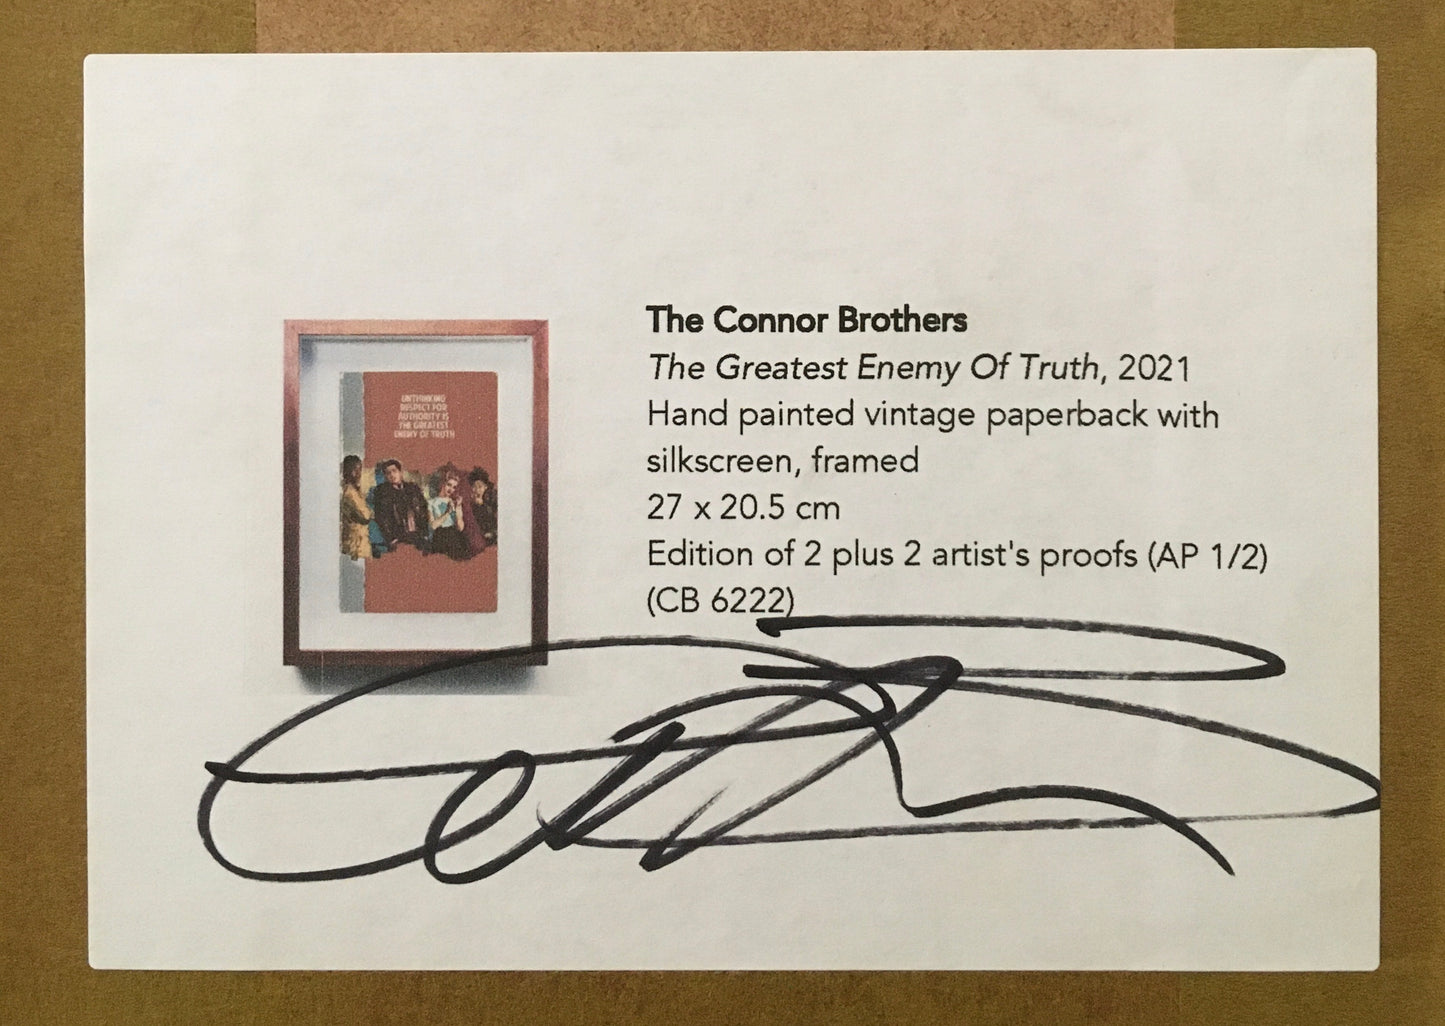 UNTHINKING
RESPECT FOR
AUTHORITY IS
THE GREATEST
ENEMY OF TRUTH
The Connor Brothers
The Greatest Enemy Of Truth, 2021
Hand painted vintage paperback with
silkscreen, framed
27 x 20.5 cm
Edition of 2 plus 2 artist's proofs (AP 1/2)
(CB 6222)